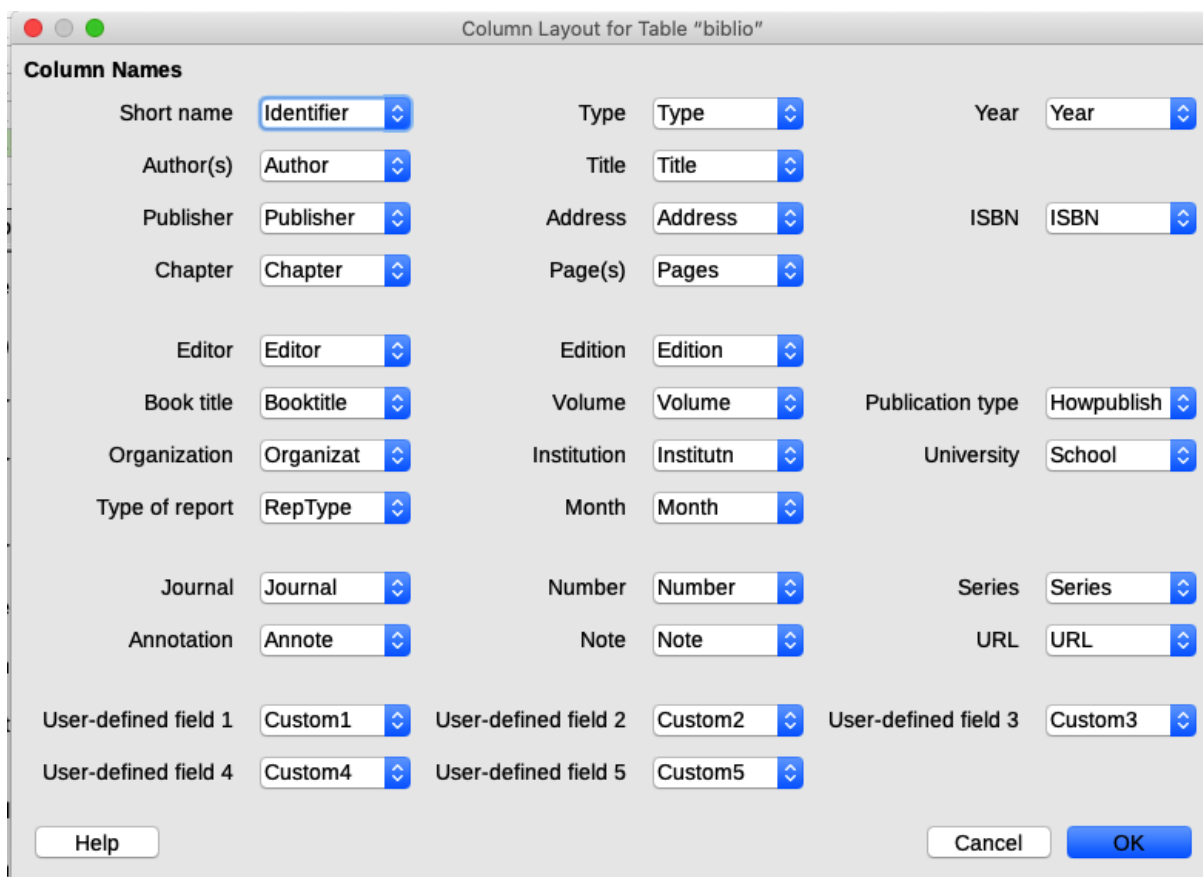 Column Layout for Table “biblio”
Column Names
Short name Identifier Type Type Year Year
Author(s) Author Title Title
Publisher Publisher Address Address ISBN ISBN
Chapter Chapter Page(s) Pages
Editor Editor Edition Edition
Book title Booktitle Volume Volume Publication type Howpublish
Organization Organizat Institution Institutn University School
Type of report RepType Month Month
Journal Journal Number Number Series Series
Annotation Annote Note Note URL URL
User-defined field 1 Custom1 User-defined field 2 Custom2 User-defined field 3 Custom3
User-defined field 4 Custom4 User-defined field 5 Custom5
Help Cancel OK